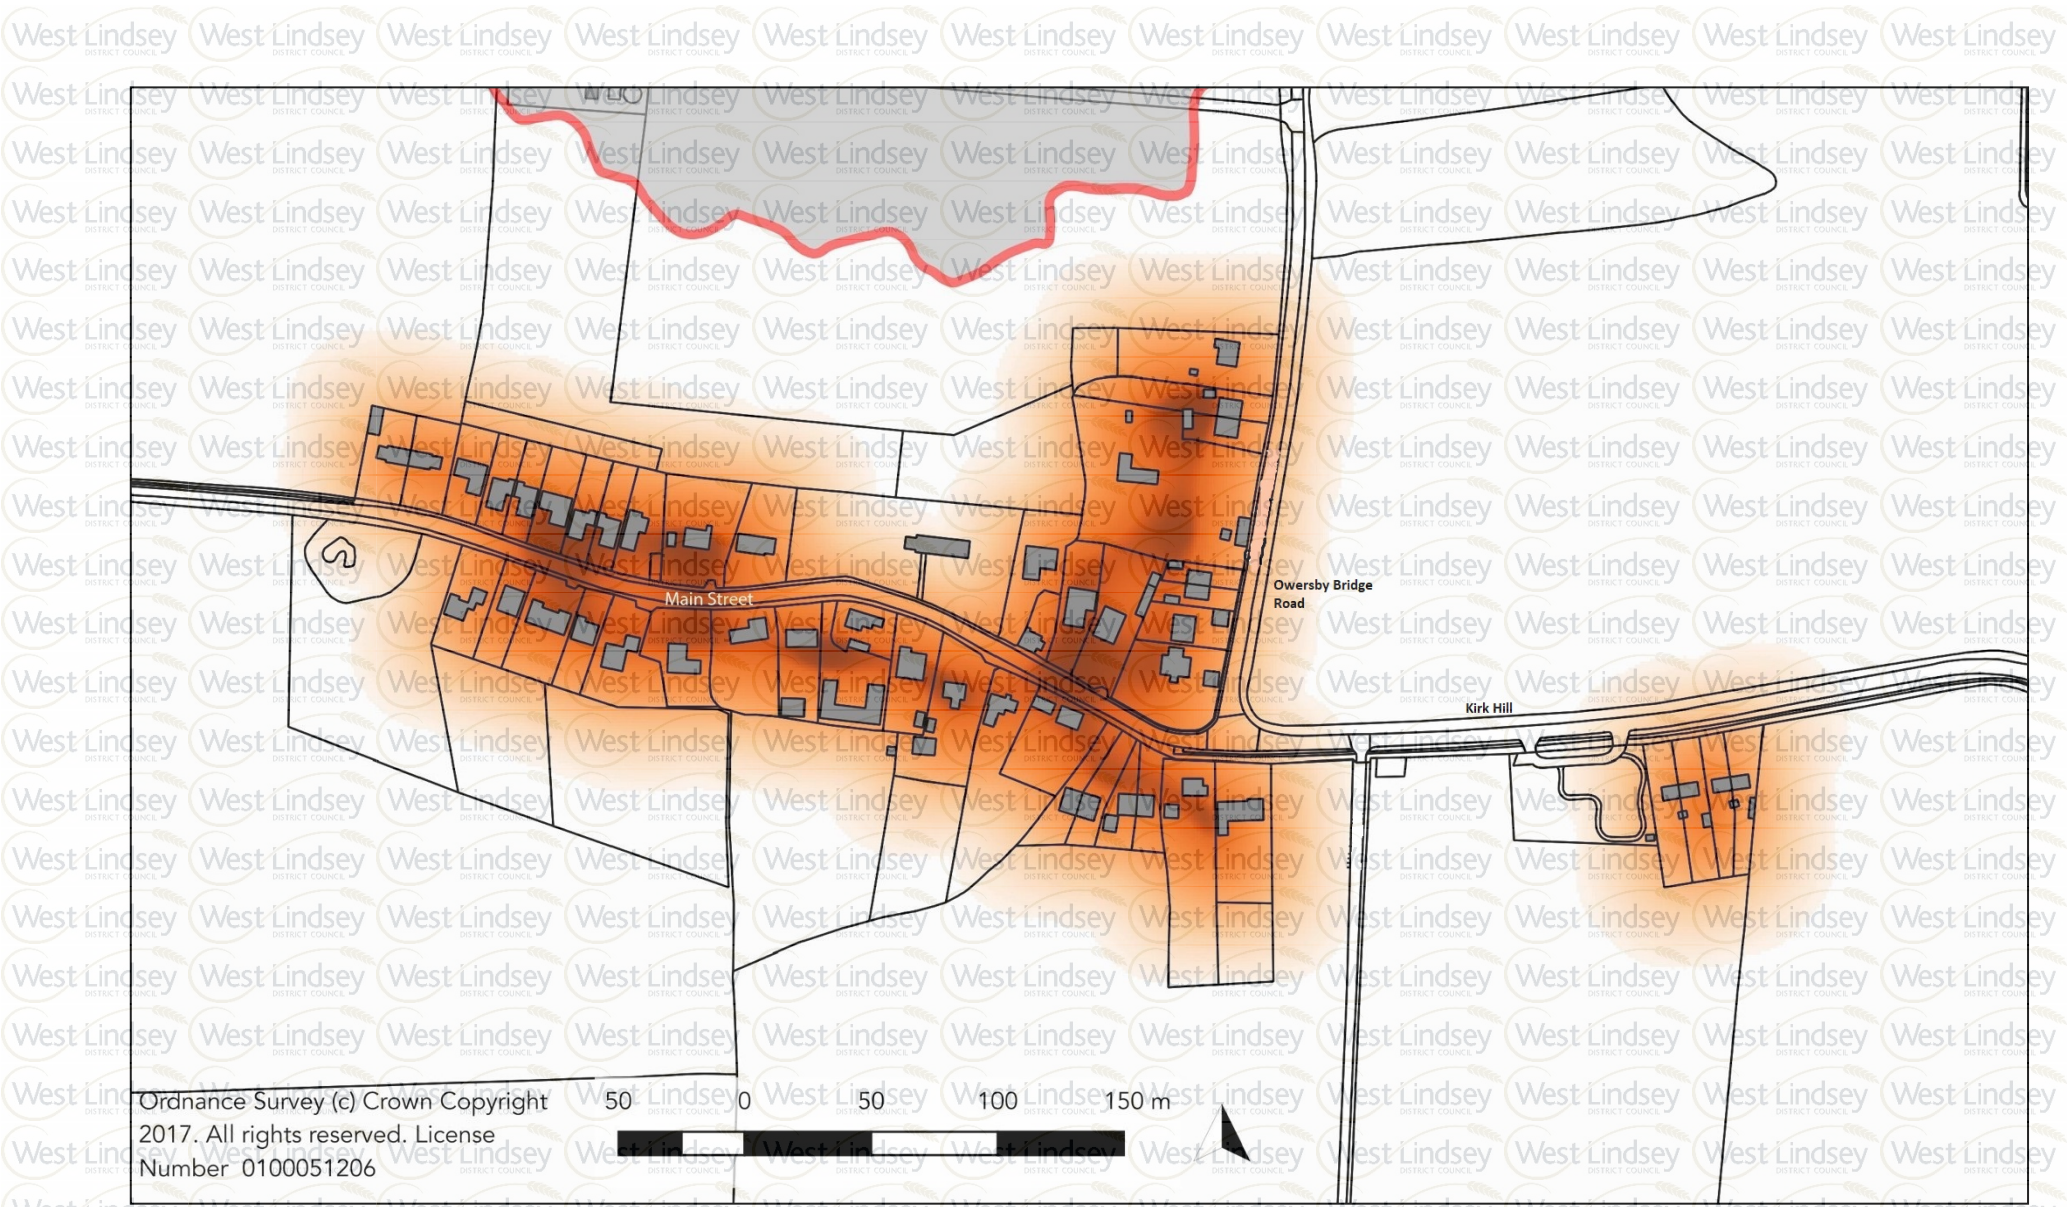 West Lindsey
DISTRICT COUNCIL
Main Street
Owersby Bridge
Road
Kirk Hill
Ordnance Survey (c) Crown Copyright
2017. All rights reserved. License
Number 0100051206
50 0 50 100 150 m